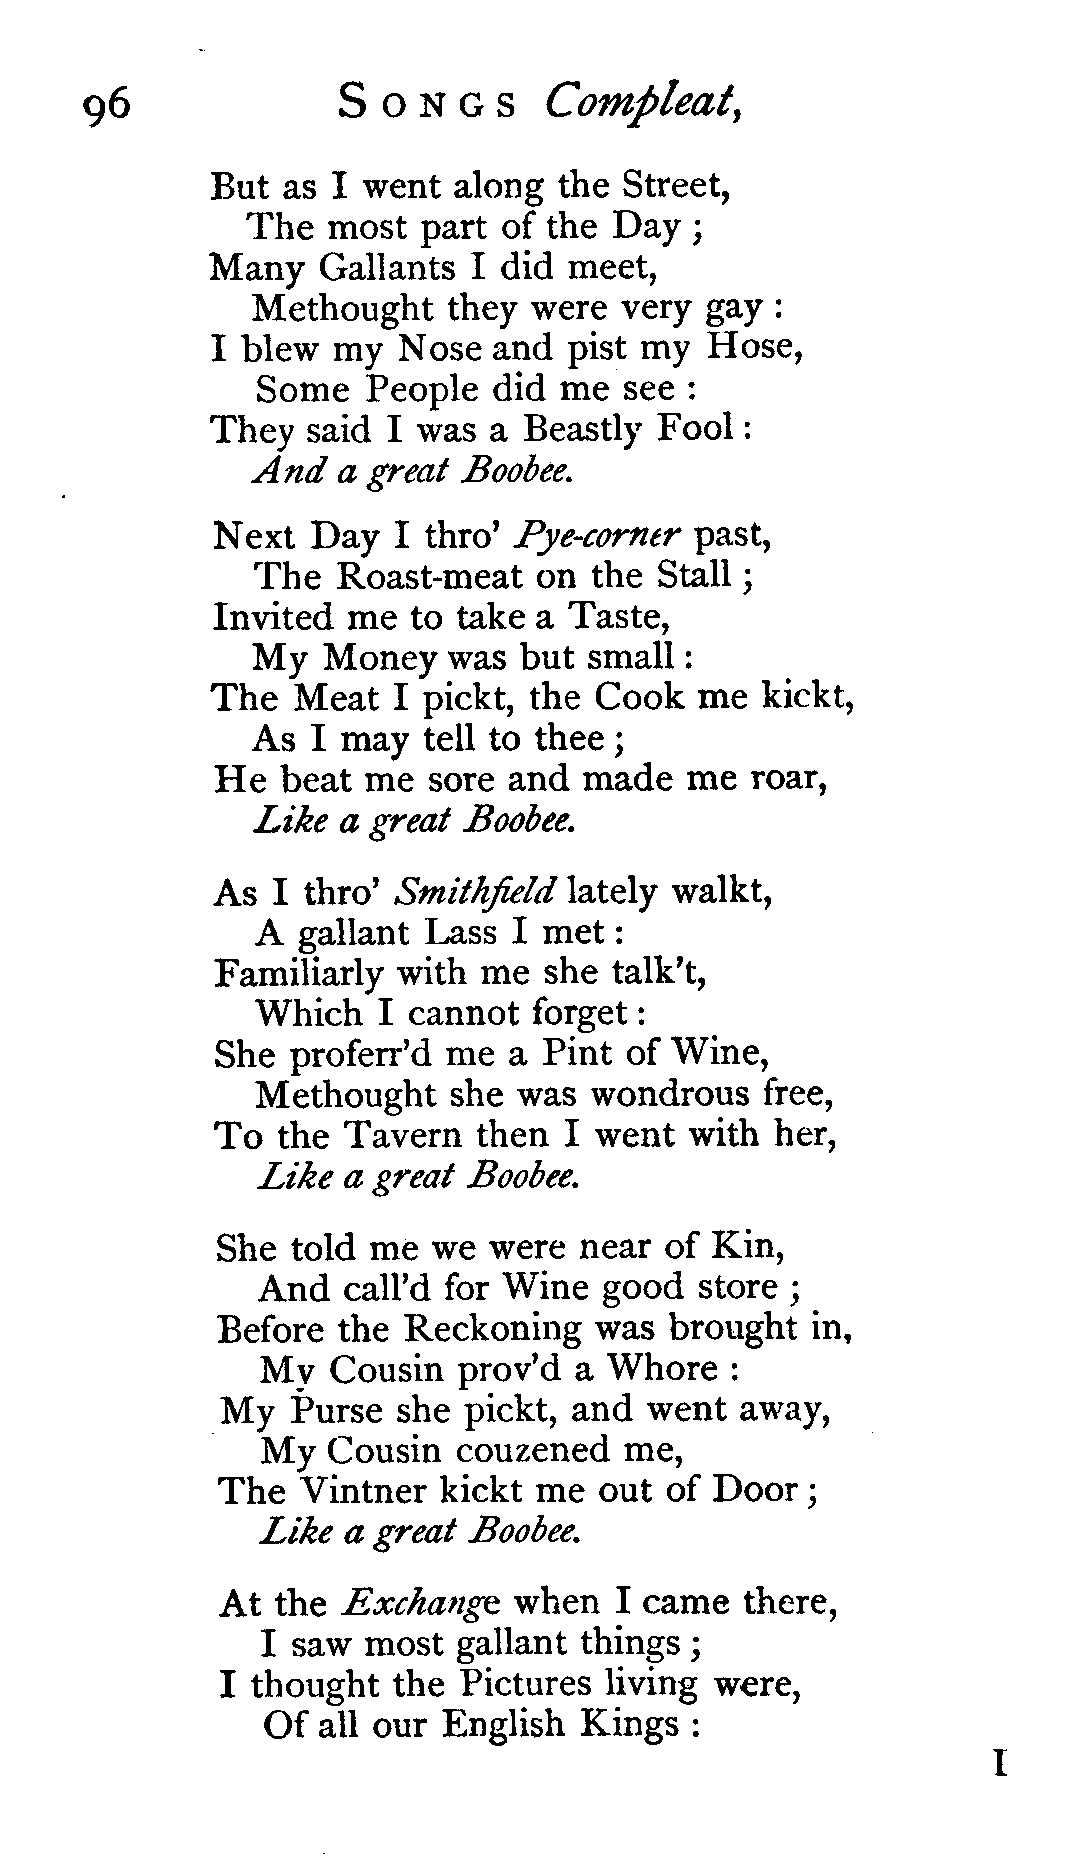 96 SONGS Compleat,
But as I went along the Street,
The most part of the Day ;
Many Gallants I did meet,
Methought they were very gay :
I blew my Nose and pist my Hose,
Some People did me see :
They said I was a Beastly Fool :
And a great Boobee.
Next Day I thro' Pye-corner past,
The Roast-meat on the Stall ;
Invited me to take a Taste,
My Money was but small :
The Meat I pickt, the Cook me kickt,
As I may tell to thee ;
He beat me sore and made me roar,
Like a great Boobee.
As I thro' Smithfield lately walkt,
A gallant Lass I met :
Familiarly with me she talk't,
Which I cannot forget :
She proferr'd me a Pint of Wine,
Methought she was wondrous free,
To the Tavern then I went with her,
Like a great Boobee.
She told me we were near of Kin,
And call'd for Wine good store ;
Before the Reckoning was brought in,
My Cousin prov'd a Whore :
My Purse she pickt, and went away,
My Cousin couzened me,
The Vintner kickt me out of Door ;
Like a great Boobee.
At the Exchange when I came there,
I saw most gallant things ;
I thought the Pictures living were,
Of all our English Kings :
I